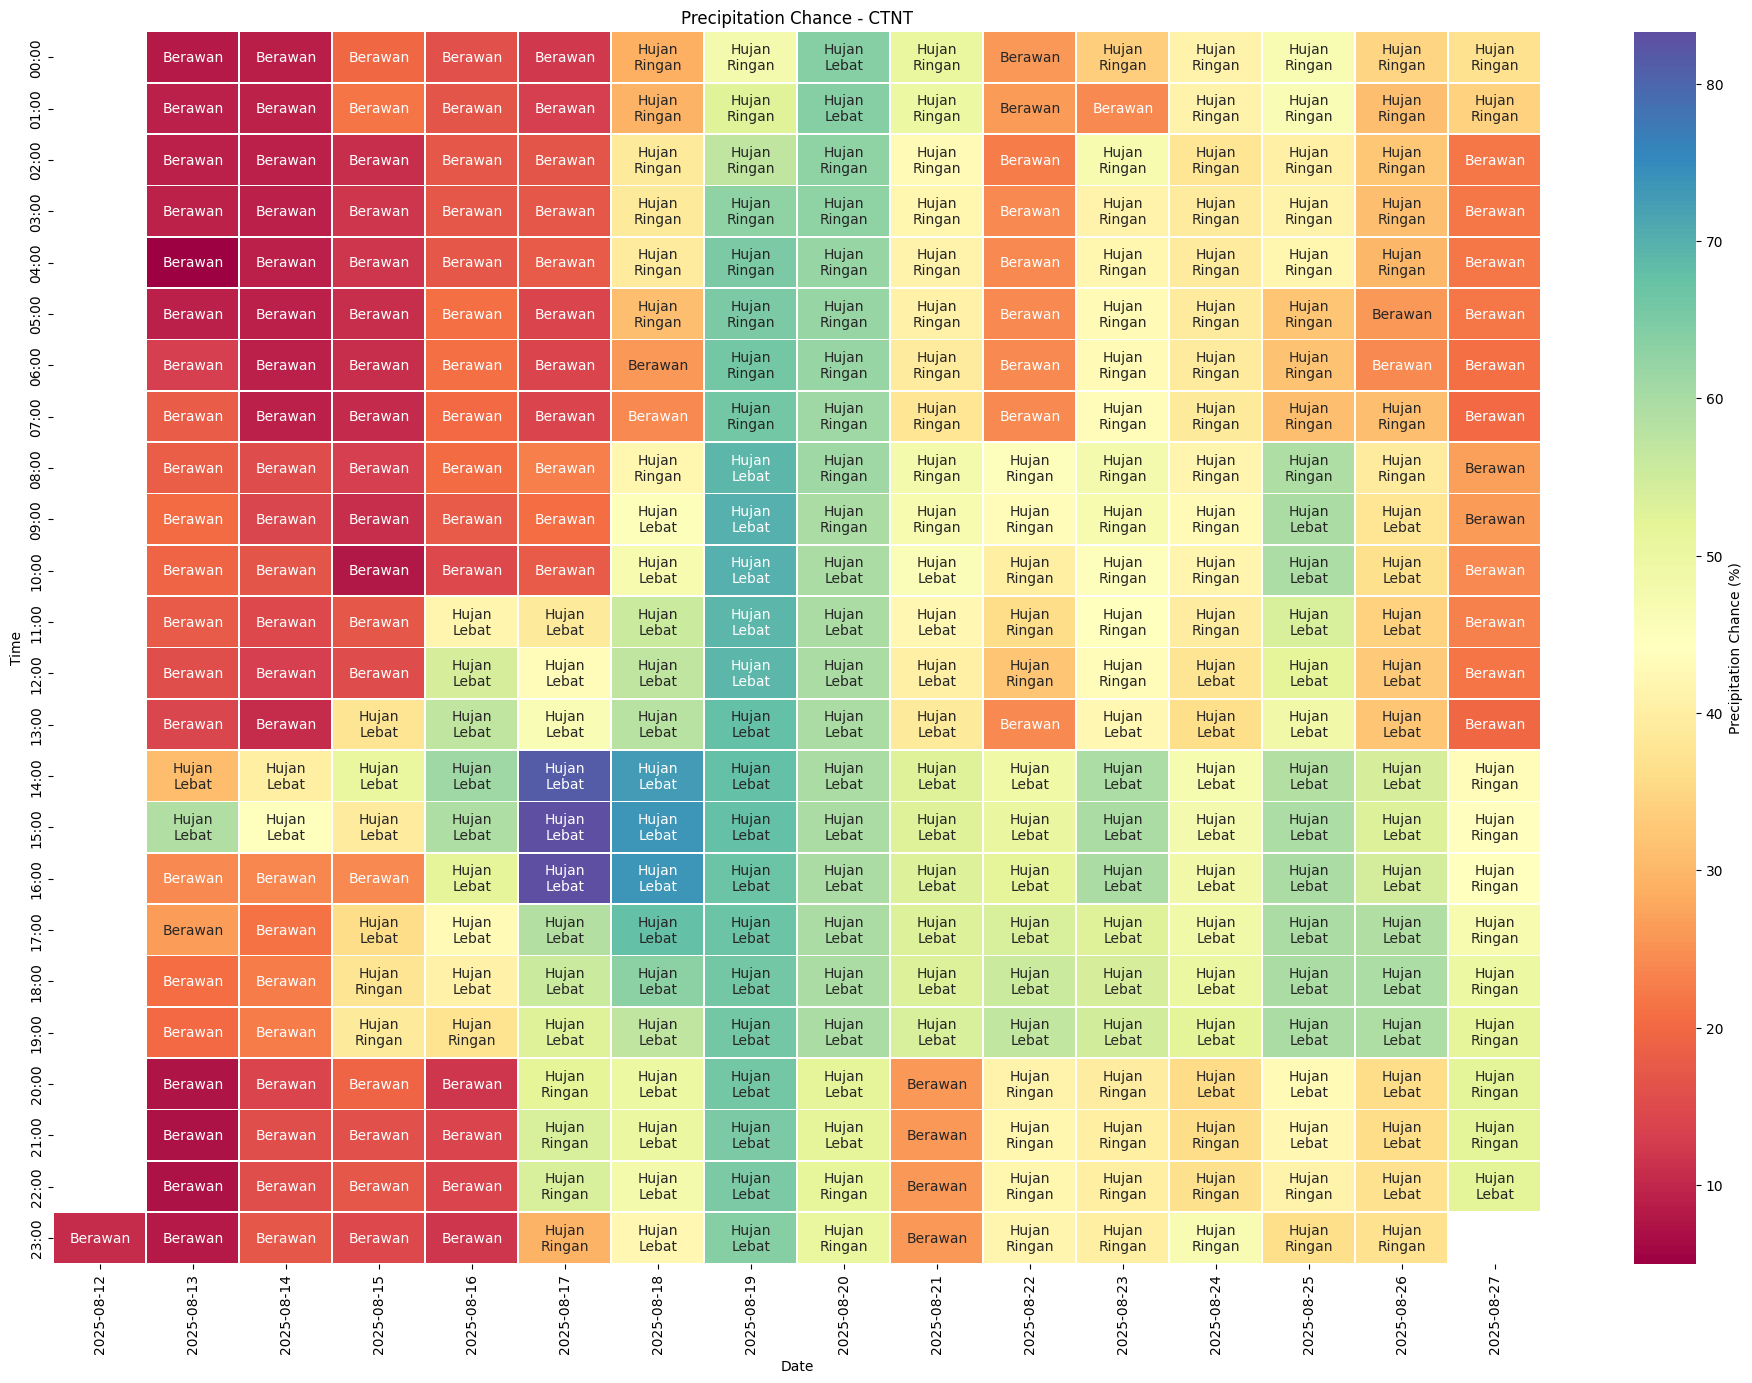 Precipitation Chance - CTNT
00:00 Berawan Berawan Berawan Berawan Berawan Hujan Ringan Hujan Ringan Hujan Lebat Hujan Ringan Berawan Hujan Ringan Hujan Ringan Hujan Ringan Hujan Ringan Hujan Ringan
01:00 Berawan Berawan Berawan Berawan Berawan Hujan Ringan Hujan Ringan Hujan Lebat Hujan Ringan Berawan Berawan Hujan Ringan Hujan Ringan Hujan Ringan Hujan Ringan
02:00 Berawan Berawan Berawan Berawan Berawan Hujan Ringan Hujan Ringan Hujan Ringan Hujan Ringan Berawan Hujan Ringan Hujan Ringan Hujan Ringan Hujan Ringan Berawan
03:00 Berawan Berawan Berawan Berawan Berawan Hujan Ringan Hujan Ringan Hujan Ringan Hujan Ringan Berawan Hujan Ringan Hujan Ringan Hujan Ringan Hujan Ringan Berawan
04:00 Berawan Berawan Berawan Berawan Berawan Hujan Ringan Hujan Ringan Hujan Ringan Hujan Ringan Berawan Hujan Ringan Hujan Ringan Hujan Ringan Hujan Ringan Berawan
05:00 Berawan Berawan Berawan Berawan Berawan Hujan Ringan Hujan Ringan Hujan Ringan Hujan Ringan Berawan Hujan Ringan Hujan Ringan Hujan Ringan Berawan Berawan
06:00 Berawan Berawan Berawan Berawan Berawan Berawan Hujan Ringan Hujan Ringan Hujan Ringan Berawan Hujan Ringan Hujan Ringan Hujan Ringan Berawan Berawan
07:00 Berawan Berawan Berawan Berawan Berawan Berawan Hujan Ringan Hujan Ringan Hujan Ringan Berawan Hujan Ringan Hujan Ringan Hujan Ringan Hujan Ringan Berawan
08:00 Berawan Berawan Berawan Berawan Berawan Hujan Ringan Hujan Lebat Hujan Ringan Hujan Ringan Hujan Ringan Hujan Ringan Hujan Ringan Hujan Ringan Hujan Ringan Berawan
09:00 Berawan Berawan Berawan Berawan Berawan Hujan Lebat Hujan Lebat Hujan Ringan Hujan Ringan Hujan Ringan Hujan Ringan Hujan Ringan Hujan Lebat Hujan Lebat Berawan
10:00 Berawan Berawan Berawan Berawan Berawan Hujan Lebat Hujan Lebat Hujan Lebat Hujan Lebat Hujan Ringan Hujan Ringan Hujan Ringan Hujan Lebat Hujan Lebat Berawan
11:00 Berawan Berawan Berawan Hujan Lebat Hujan Lebat Hujan Lebat Hujan Lebat Hujan Lebat Hujan Lebat Hujan Ringan Hujan Ringan Hujan Ringan Hujan Lebat Hujan Lebat Berawan
12:00 Berawan Berawan Berawan Hujan Lebat Hujan Lebat Hujan Lebat Hujan Lebat Hujan Lebat Hujan Lebat Hujan Ringan Hujan Ringan Hujan Lebat Hujan Lebat Hujan Lebat Berawan
13:00 Berawan Berawan Hujan Lebat Hujan Lebat Hujan Lebat Hujan Lebat Hujan Lebat Hujan Lebat Hujan Lebat Berawan Hujan Lebat Hujan Lebat Hujan Lebat Hujan Lebat Berawan
14:00 Hujan Lebat Hujan Lebat Hujan Lebat Hujan Lebat Hujan Lebat Hujan Lebat Hujan Lebat Hujan Lebat Hujan Lebat Hujan Lebat Hujan Lebat Hujan Lebat Hujan Lebat Hujan Lebat Hujan Ringan
15:00 Hujan Lebat Hujan Lebat Hujan Lebat Hujan Lebat Hujan Lebat Hujan Lebat Hujan Lebat Hujan Lebat Hujan Lebat Hujan Lebat Hujan Lebat Hujan Lebat Hujan Lebat Hujan Lebat Hujan Ringan
16:00 Berawan Berawan Berawan Hujan Lebat Hujan Lebat Hujan Lebat Hujan Lebat Hujan Lebat Hujan Lebat Hujan Lebat Hujan Lebat Hujan Lebat Hujan Lebat Hujan Lebat Hujan Ringan
17:00 Berawan Berawan Hujan Lebat Hujan Lebat Hujan Lebat Hujan Lebat Hujan Lebat Hujan Lebat Hujan Lebat Hujan Lebat Hujan Lebat Hujan Lebat Hujan Lebat Hujan Lebat Hujan Ringan
18:00 Berawan Berawan Hujan Ringan Hujan Lebat Hujan Lebat Hujan Lebat Hujan Lebat Hujan Lebat Hujan Lebat Hujan Lebat Hujan Lebat Hujan Lebat Hujan Lebat Hujan Lebat Hujan Ringan
19:00 Berawan Berawan Hujan Ringan Hujan Ringan Hujan Lebat Hujan Lebat Hujan Lebat Hujan Lebat Hujan Lebat Hujan Lebat Hujan Lebat Hujan Lebat Hujan Lebat Hujan Lebat Hujan Ringan
20:00 Berawan Berawan Berawan Berawan Hujan Ringan Hujan Lebat Hujan Lebat Hujan Lebat Berawan Hujan Ringan Hujan Ringan Hujan Lebat Hujan Lebat Hujan Lebat Hujan Ringan
21:00 Berawan Berawan Berawan Berawan Hujan Ringan Hujan Lebat Hujan Lebat Hujan Lebat Berawan Hujan Ringan Hujan Ringan Hujan Ringan Hujan Lebat Hujan Lebat Hujan Ringan
22:00 Berawan Berawan Berawan Berawan Hujan Ringan Hujan Lebat Hujan Lebat Hujan Ringan Berawan Hujan Ringan Hujan Ringan Hujan Ringan Hujan Ringan Hujan Lebat Hujan Lebat
23:00 Berawan Berawan Berawan Berawan Berawan Hujan Ringan Hujan Lebat Hujan Lebat Hujan Ringan Berawan Hujan Ringan Hujan Ringan Hujan Ringan Hujan Ringan Hujan Ringan
Time
2025-08-12 2025-08-13 2025-08-14 2025-08-15 2025-08-16 2025-08-17 2025-08-18 2025-08-19 2025-08-20 2025-08-21 2025-08-22 2025-08-23 2025-08-24 2025-08-25 2025-08-26 2025-08-27
Date
80
70
60
50
40
30
20
10
Precipitation Chance (%)